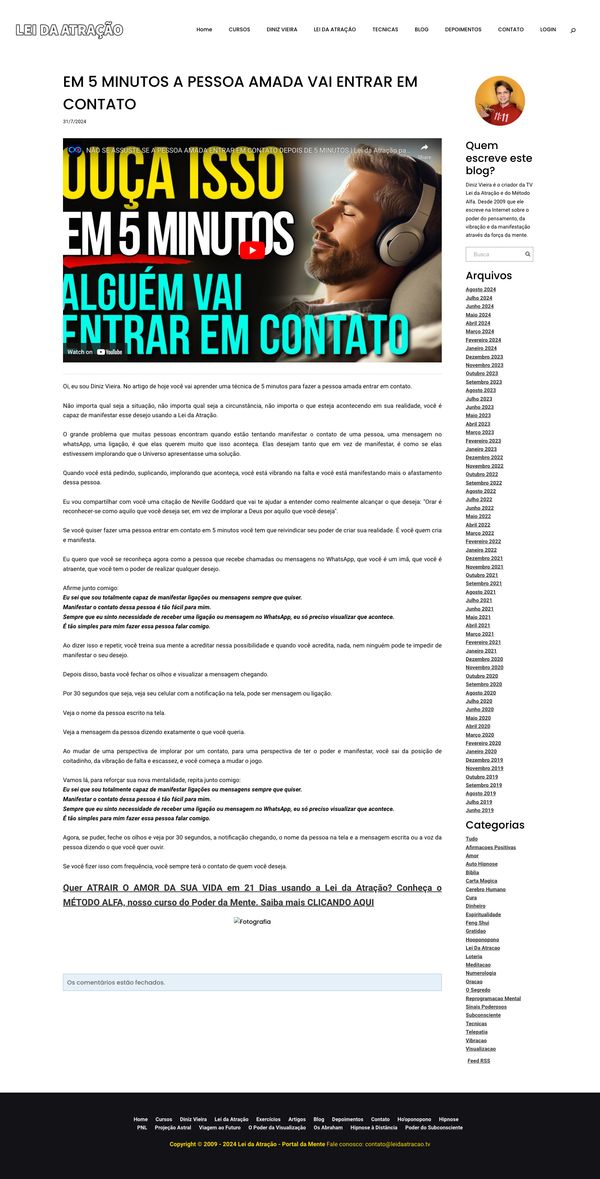 LEI DA ATRAÇÃO
Home CURSOS DINIZ VIEIRA LEI DA ATRAÇÃO TECNICAS BLOG DEPOIMENTOS CONTATO LOGIN
EM 5 MINUTOS A PESSOA AMADA VAI ENTRAR EM
CONTATO
31/7/2024
NÃO SE ASSUSTE SE A PESSOA AMADA ENTRAR EM CONTATO DEPOIS DE 5 MINUTOS | Lei da Atração pa...
Share
OUÇA ISSO
EM 5 MINUTOS
ALGUÉM VAI
ENTRAR EM CONTATO
Watch on YouTube
Oi, eu sou Diniz Vieira. No artigo de hoje você vai aprender uma técnica de 5 minutos para fazer a pessoa amada entrar em contato.
Não importa qual seja a situação, não importa qual seja a circunstância, não importa o que esteja acontecendo em sua realidade, você é
capaz de manifestar esse desejo usando a Lei da Atração.
O grande problema que muitas pessoas encontram quando estão tentando manifestar o contato de uma pessoa, uma mensagem no
whatsApp, uma ligação, é que elas querem muito que isso aconteça. Elas desejam tanto que em vez de manifestar, é como se elas
estivessem implorando que o Universo apresentasse uma solução.
Quando você está pedindo, suplicando, implorando que aconteça, você está vibrando na falta e você está manifestando mais o afastamento
dessa pessoa.
Eu vou compartilhar com você uma citação de Neville Goddard que vai te ajudar a entender como realmente alcançar o que deseja: "Orar é
reconhecer-se como aquilo que você deseja ser, em vez de implorar a Deus por aquilo que você deseja".
Se você quiser fazer uma pessoa entrar em contato em 5 minutos você tem que reivindicar seu poder de criar sua realidade. É você quem cria
e manifesta.
Eu quero que você se reconheça agora como a pessoa que recebe chamadas ou mensagens no WhatsApp, que você é um imã, que você é
atraente, que você tem o poder de realizar qualquer desejo.
Afirme junto comigo:
Eu sei que sou totalmente capaz de manifestar ligações ou mensagens sempre que quiser.
Manifestar o contato dessa pessoa é tão fácil para mim.
Sempre que eu sinto necessidade de receber uma ligação ou mensagem no WhatsApp, eu só preciso visualizar que acontece.
É tão simples para mim fazer essa pessoa falar comigo.
Ao dizer isso e repetir, você treina sua mente a acreditar nessa possibilidade e quando você acredita, nada, nem ninguém pode te impedir de
manifestar o seu desejo.
Depois disso, basta você fechar os olhos e visualizar a mensagem chegando.
Por 30 segundos que seja, veja seu celular com a notificação na tela, pode ser mensagem ou ligação.
Veja o nome da pessoa escrito na tela.
Veja a mensagem da pessoa dizendo exatamente o que você queria.
Ao mudar de uma perspectiva de implorar por um contato, para uma perspectiva de ter o poder e manifestar, você sai da posição de
coitadinho, da vibração de falta e escassez, e você começa a mudar o jogo.
Vamos lá, para reforçar sua nova mentalidade, repita junto comigo:
Eu sei que sou totalmente capaz de manifestar ligações ou mensagens sempre que quiser.
Manifestar o contato dessa pessoa é tão fácil para mim.
Sempre que eu sinto necessidade de receber uma ligação ou mensagem no WhatsApp, eu só preciso visualizar que acontece.
É tão simples para mim fazer essa pessoa falar comigo.
Agora, se puder, feche os olhos e veja por 30 segundos, a notificação chegando, o nome da pessoa na tela e a mensagem escrita ou a voz da
pessoa dizendo o que você quer ouvir.
Se você fizer isso com frequência, você sempre terá o contato de quem você deseja.
Quer ATRAIR O AMOR DA SUA VIDA em 21 Dias usando a Lei da Atração? Conheça o
MÉTODO ALFA, nosso curso do Poder da Mente. Saiba mais CLICANDO AQUI
Fotografia
Os comentários estão fechados.
11:11
Quem
escreve este
blog?
Diniz Vieira é o criador da TV
Lei da Atração e do Método
Alfa. Desde 2009 que ele
escreve na Internet sobre o
poder do pensamento, da
vibração e da manifestação
através da força da mente.
Busca
Arquivos
Agosto 2024
Julho 2024
Junho 2024
Maio 2024
Abril 2024
Março 2024
Fevereiro 2024
Janeiro 2024
Dezembro 2023
Novembro 2023
Outubro 2023
Setembro 2023
Agosto 2023
Julho 2023
Junho 2023
Maio 2023
Abril 2023
Março 2023
Fevereiro 2023
Janeiro 2023
Dezembro 2022
Novembro 2022
Outubro 2022
Setembro 2022
Agosto 2022
Julho 2022
Junho 2022
Maio 2022
Abril 2022
Março 2022
Fevereiro 2022
Janeiro 2022
Dezembro 2021
Novembro 2021
Outubro 2021
Setembro 2021
Agosto 2021
Julho 2021
Junho 2021
Maio 2021
Abril 2021
Março 2021
Fevereiro 2021
Janeiro 2021
Dezembro 2020
Novembro 2020
Outubro 2020
Setembro 2020
Agosto 2020
Julho 2020
Junho 2020
Maio 2020
Abril 2020
Março 2020
Fevereiro 2020
Janeiro 2020
Dezembro 2019
Novembro 2019
Outubro 2019
Setembro 2019
Agosto 2019
Julho 2019
Junho 2019
Categorias
Tudo
Afirmacoes Positivas
Amor
Auto Hipnose
Biblia
Carta Magica
Cerebro Humano
Cura
Dinheiro
Espiritualidade
Feng Shui
Gratidao
Hooponopono
Lei Da Atracao
Loteria
Meditacao
Numerologia
Oracao
O Segredo
Reprogramacao Mental
Sinais Poderosos
Subconsciente
Tecnicas
Telepatia
Vibracao
Visualizacao
Feed RSS
Home Cursos Diniz Vieira Lei da Atração Exercícios Artigos Blog Depoimentos Contato Ho'oponopono Hipnose
PNL Projeção Astral Viagem ao Futuro O Poder da Visualização Os Abraham Hipnose à Distância Poder do Subconsciente
Copyright © 2009 - 2024 Lei da Atração - Portal da Mente Fale conosco: contato@leidaatracao.tv